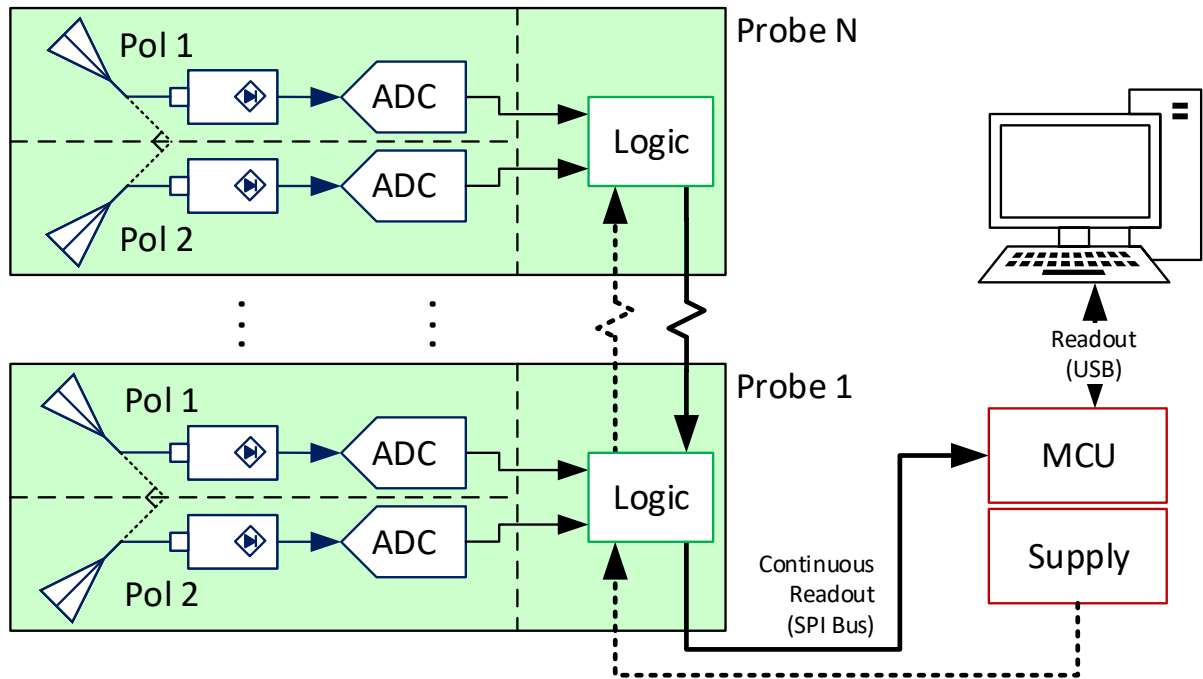 Pol 1
ADC
Pol 2
ADC
Logic
Probe N
Pol 1
ADC
Pol 2
ADC
Logic
Probe 1
Readout
(USB)
MCU
Supply
Continuous
Readout
(SPI Bus)